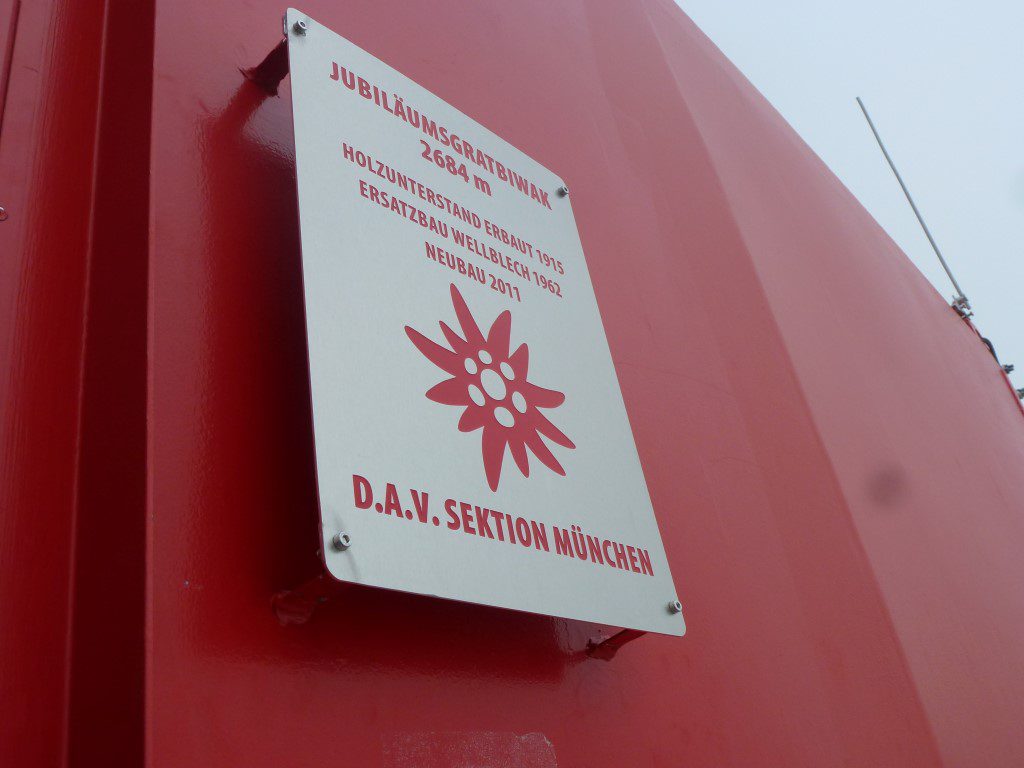 JUBILÄUMSGRATBIWAK
2684 m
HOLZUNTERSTAND ERBAUT 1915
ERSATZBAU WELLBLECH 1962
NEUBAU 2011
D.A.V. SEKTION MÜNCHEN